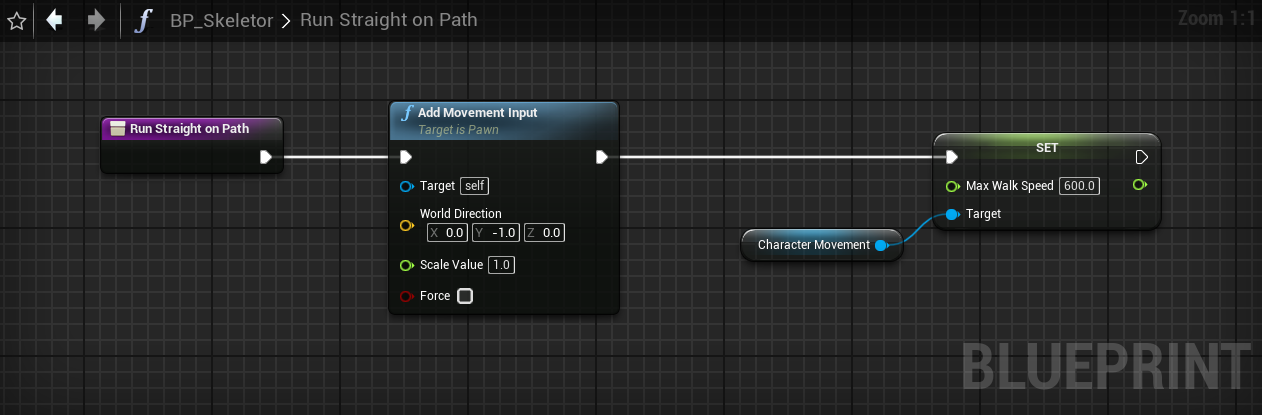 BP_Skeletor > Run Straight on Path
Zoom 1:1
Run Straight on Path
f Add Movement Input
Target is Pawn
Target self
World Direction
X 0.0 Y -1.0 Z 0.0
Scale Value 1.0
Force
SET
Max Walk Speed 600.0
Target
Character Movement
BLUEPRINT